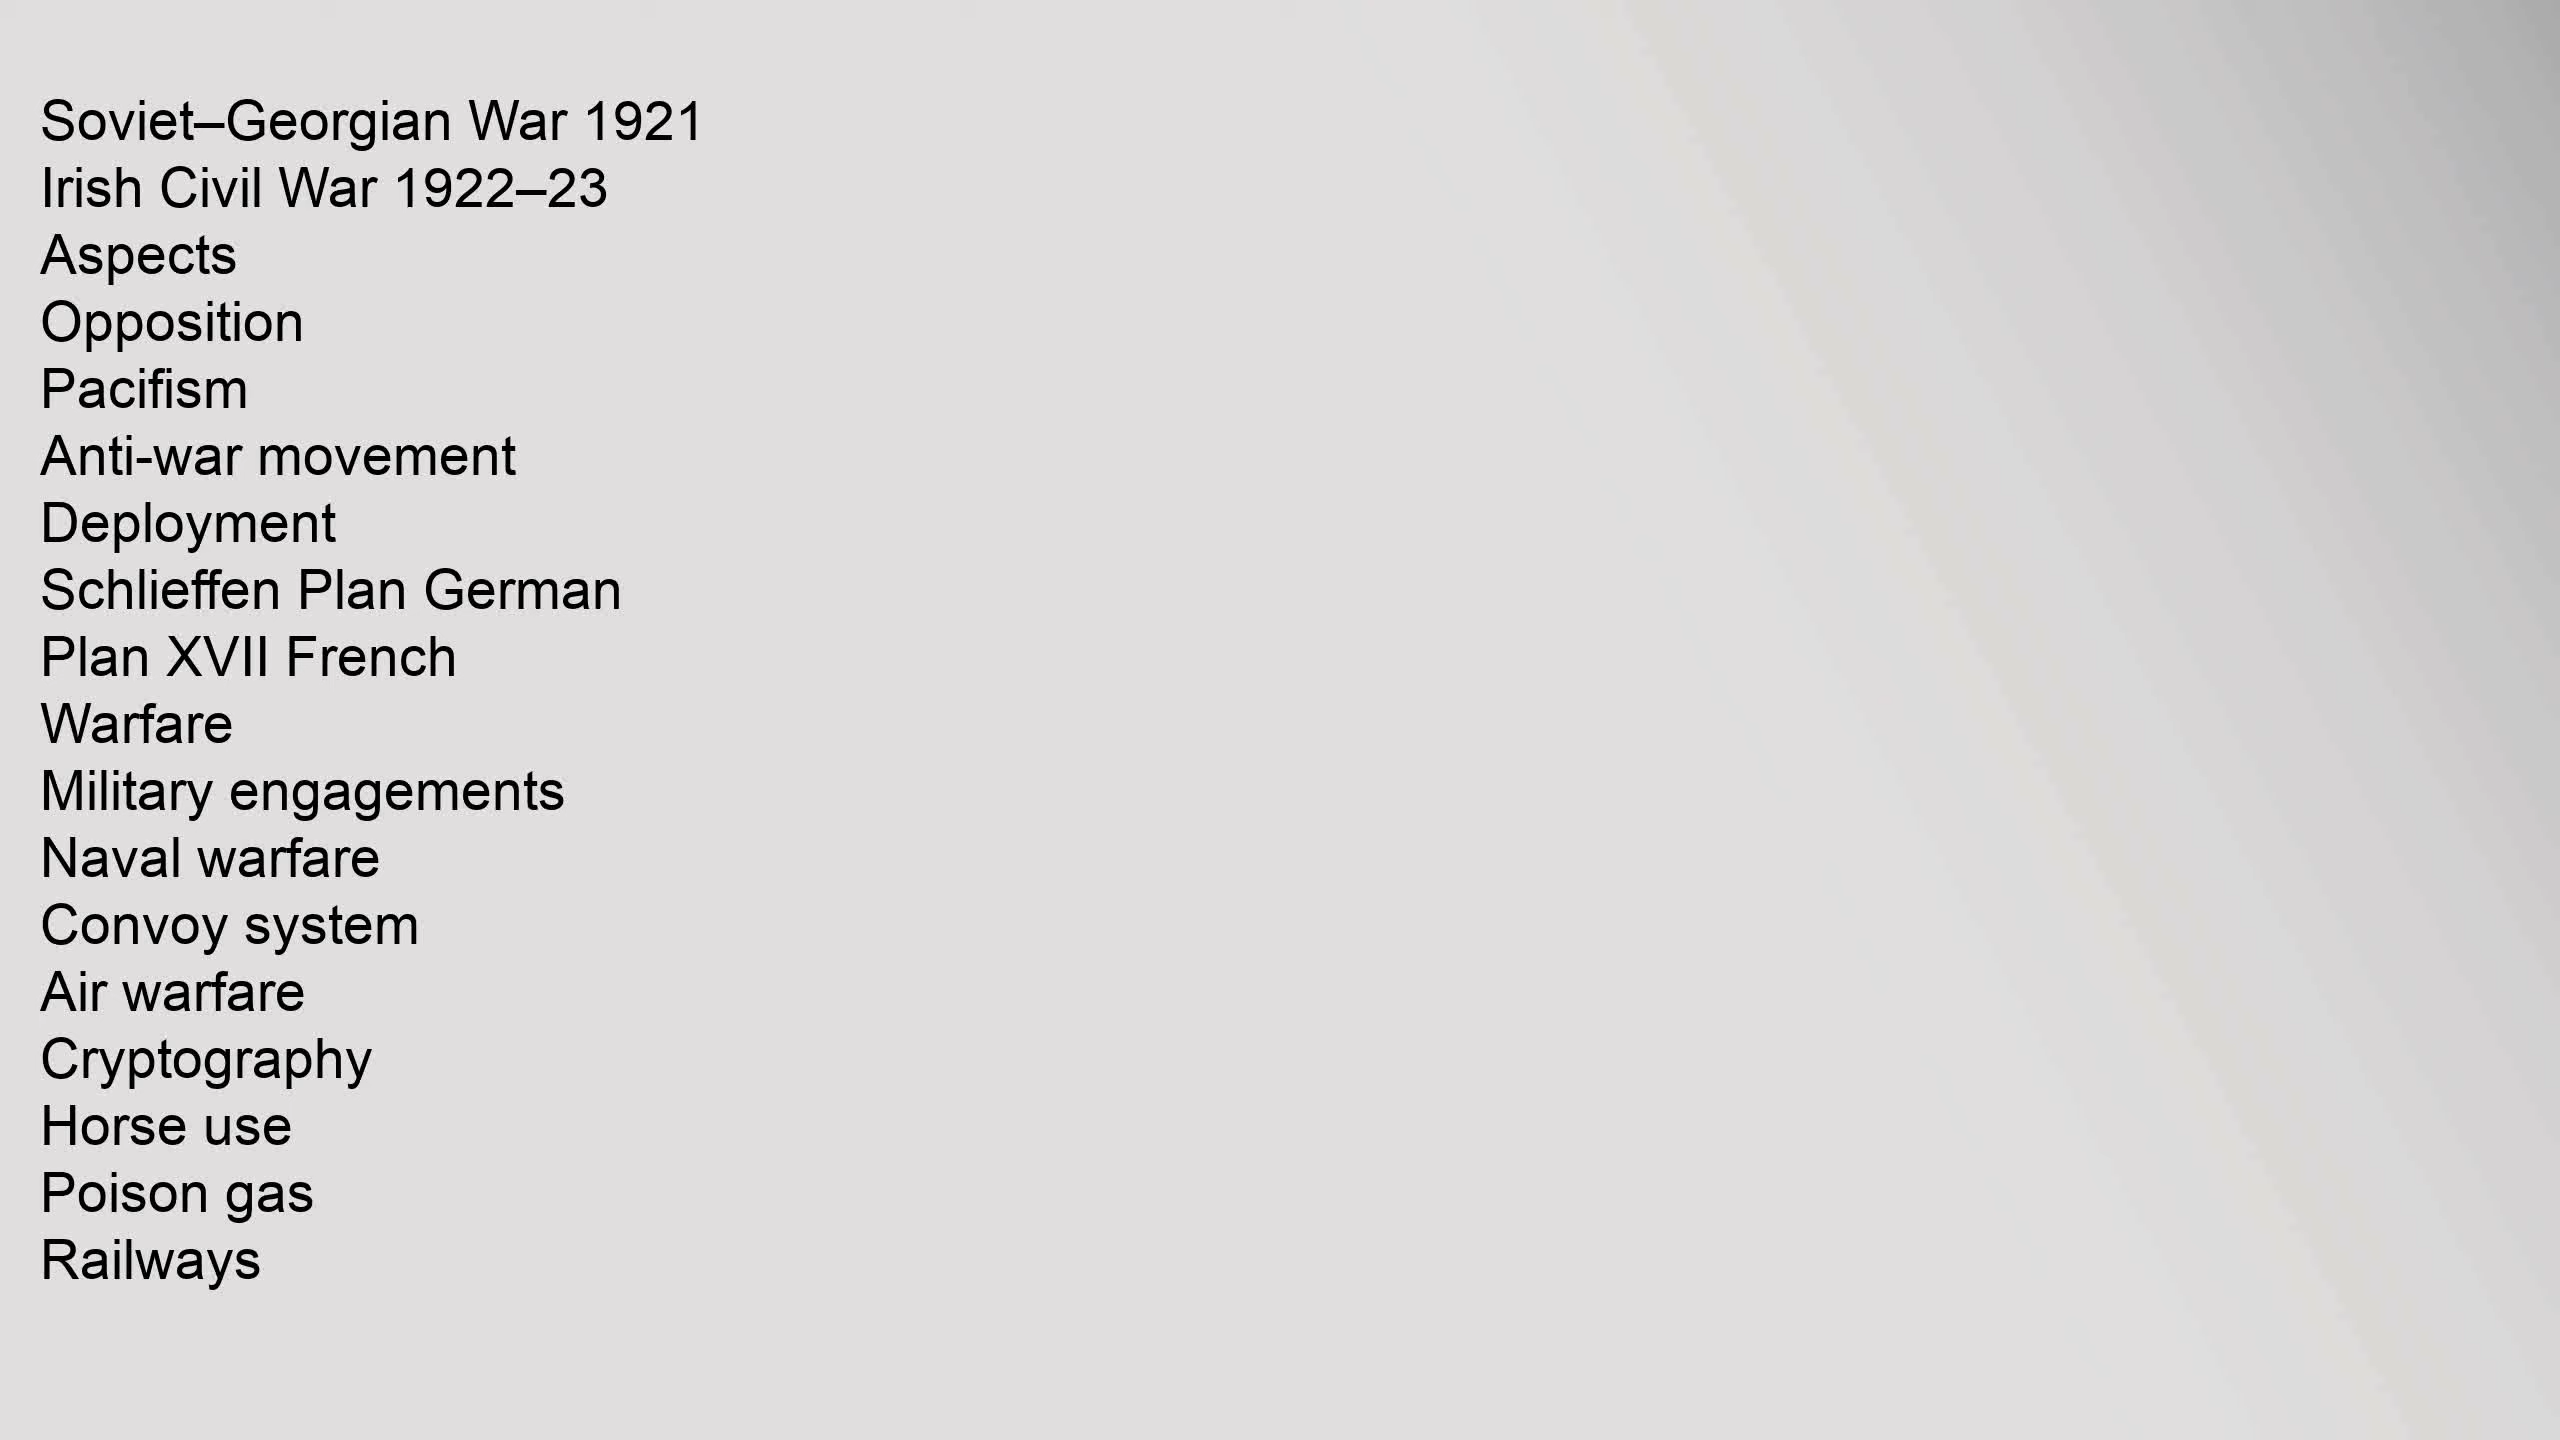 Soviet–Georgian War 1921
Irish Civil War 1922–23
Aspects
Opposition
Pacifism
Anti-war movement
Deployment
Schlieffen Plan German
Plan XVII French
Warfare
Military engagements
Naval warfare
Convoy system
Air warfare
Cryptography
Horse use
Poison gas
Railways